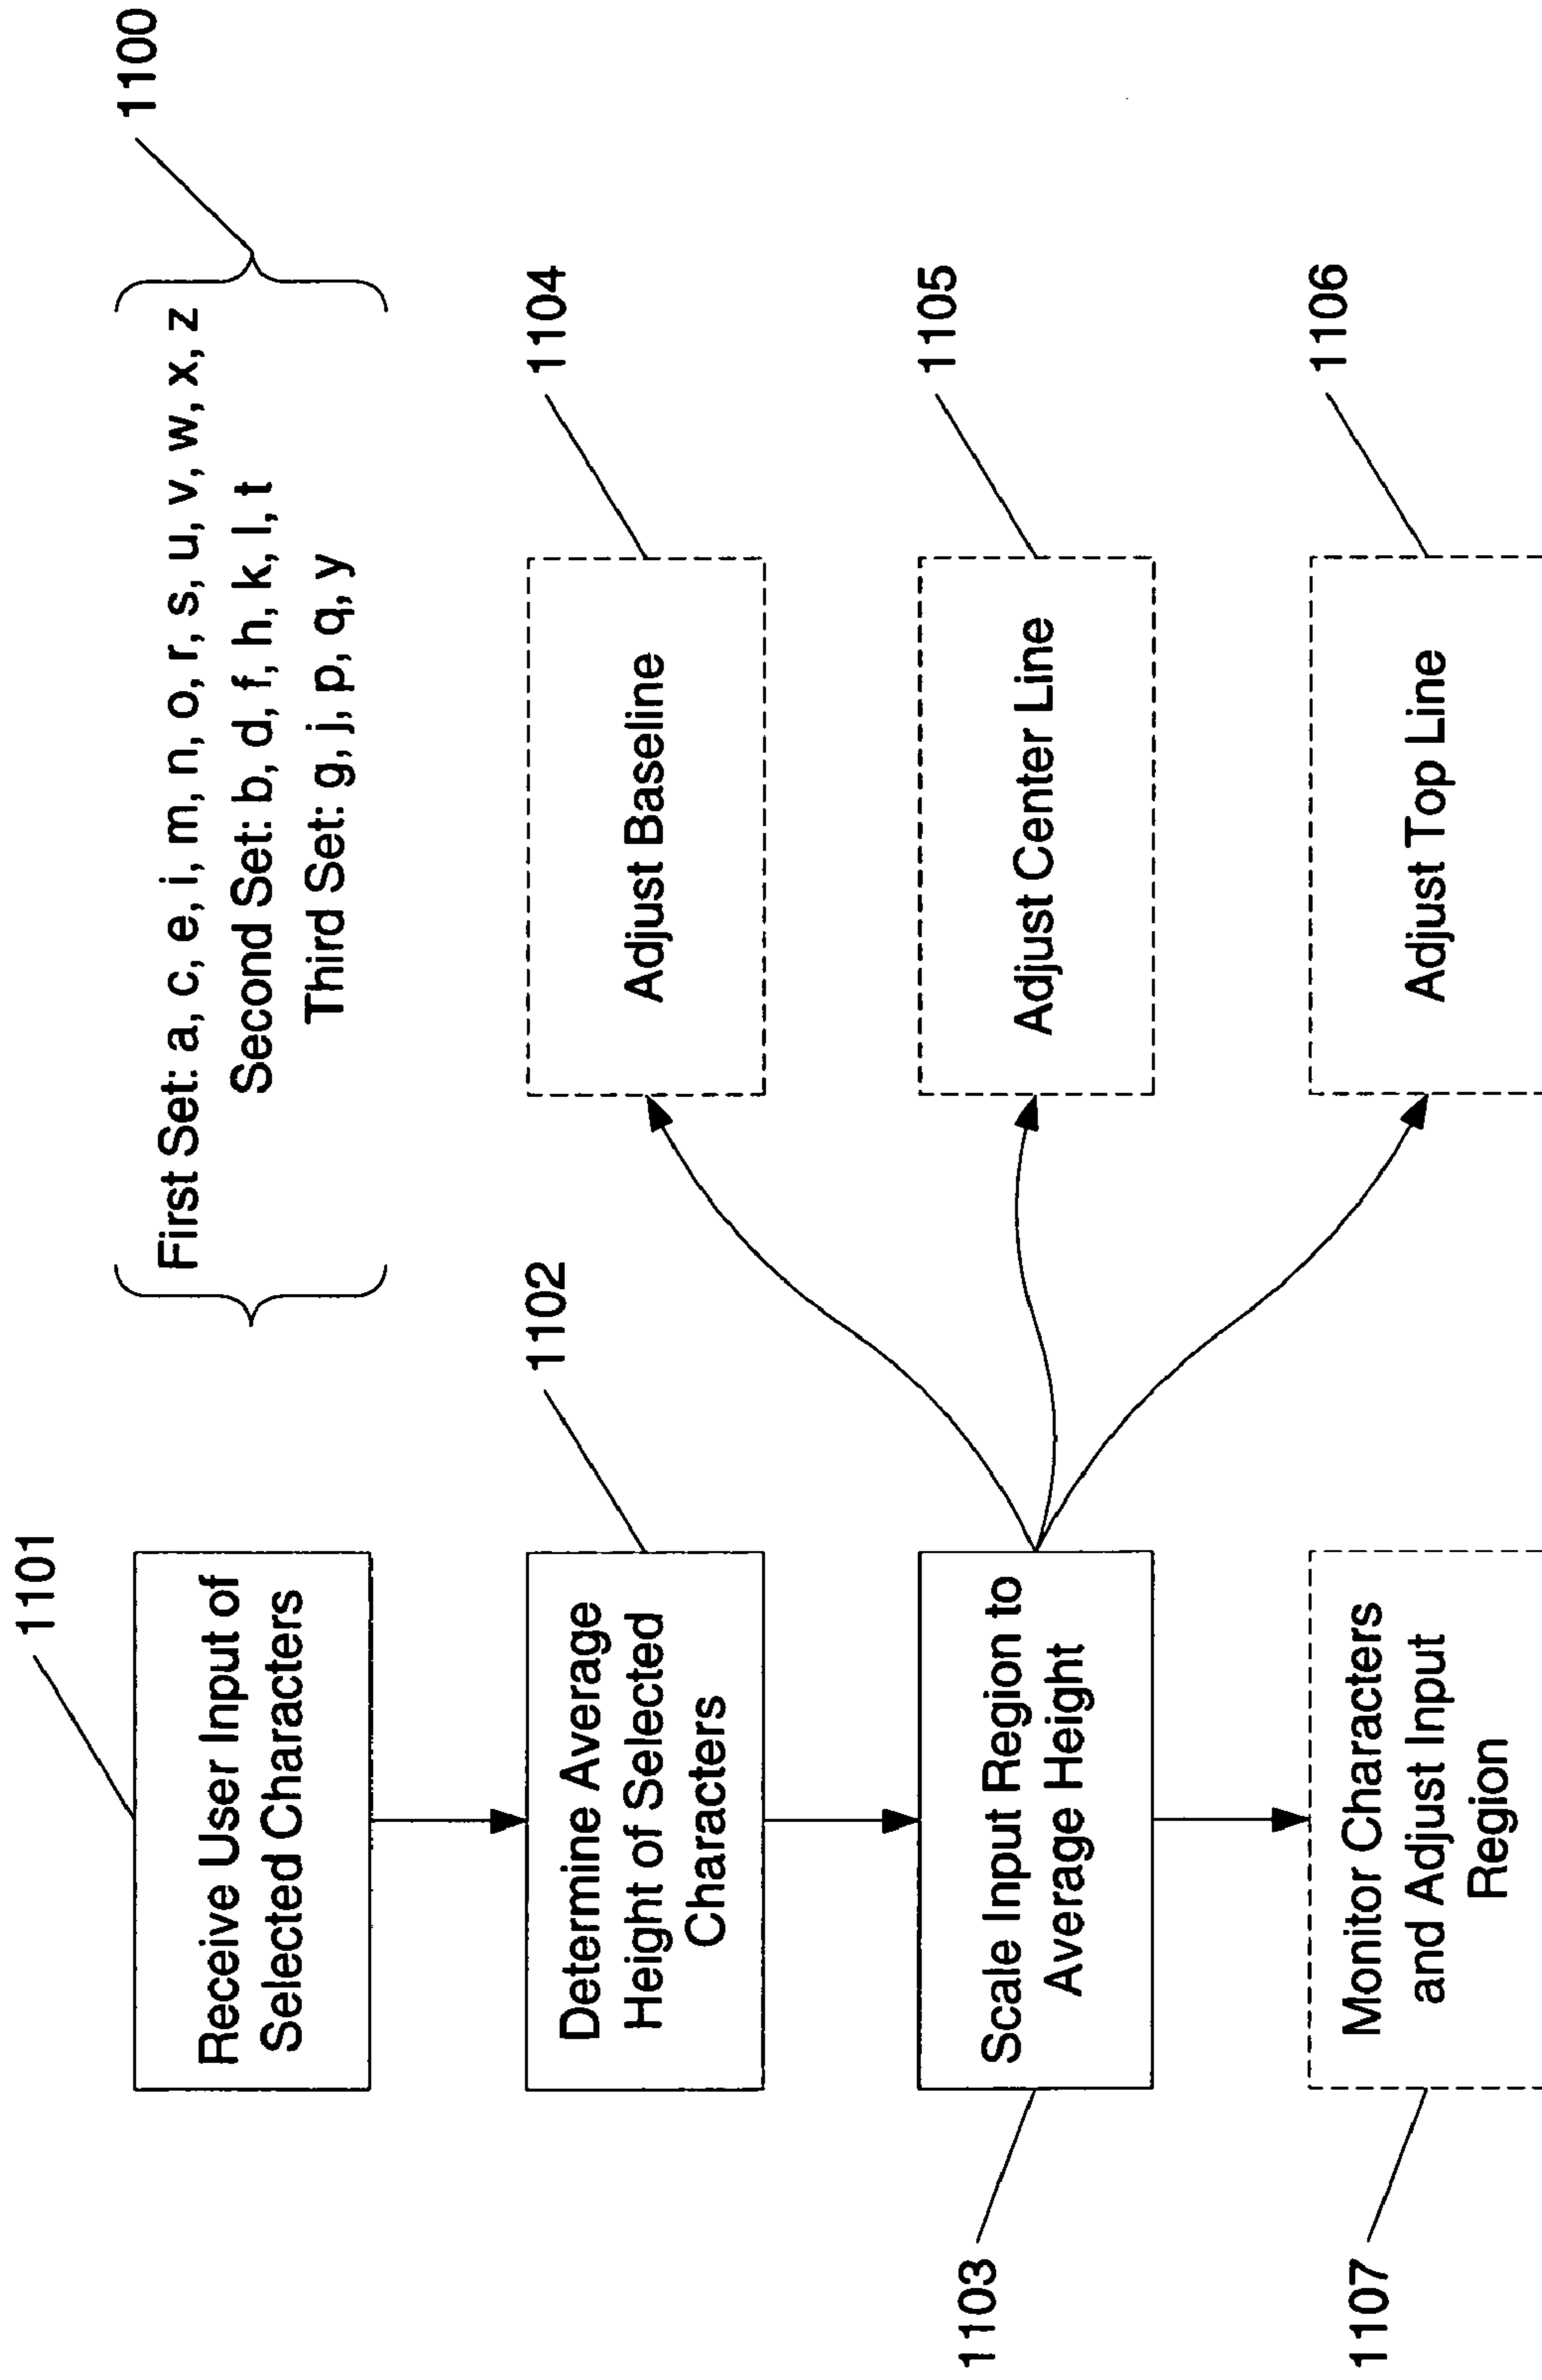 1100
First Set: a, c, e, i, m, n, o, r, s, u, v, w, x, z
Second Set: b, d, f, h, k, l, t
Third Set: g, j, p, q, y
1101
Receive User Input of
Selected Characters
1102
Determine Average
Height of Selected
Characters
1103
Scale Input Region to
Average Height
1104
Adjust Baseline
1105
Adjust Center Line
1106
Adjust Top Line
1107
Monitor Characters
and Adjust Input
Region